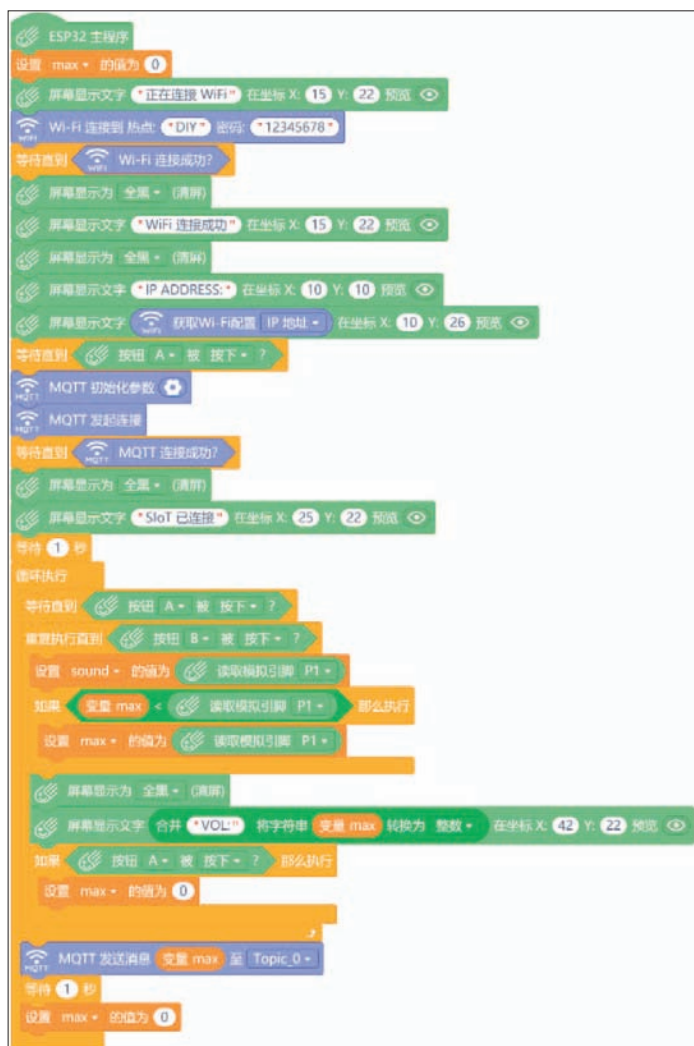 ESP32 主程序
设置 max 的值为 0
屏幕显示文字 "正在连接 WiFi" 在坐标 X: 15 Y: 22 预览
WiFi Wi-Fi 连接到 热点: "DIY" 密码: "12345678"
等待直到 WiFi Wi-Fi 连接成功?
屏幕显示为 全黑 (清屏)
屏幕显示文字 "WiFi 连接成功" 在坐标 X: 15 Y: 22 预览
屏幕显示为 全黑 (清屏)
屏幕显示文字 "IP ADDRESS:" 在坐标 X: 10 Y: 10 预览
屏幕显示文字 WiFi 获取Wi-Fi配置 IP 地址 在坐标 X: 10 Y: 26 预览
等待直到 按钮 A 被 按下 ?
MQTT MQTT 初始化参数
MQTT MQTT 发起连接
等待直到 MQTT MQTT 连接成功?
屏幕显示为 全黑 (清屏)
屏幕显示文字 "SIoT 已连接" 在坐标 X: 25 Y: 22 预览
等待 1 秒
循环执行
等待直到 按钮 A 被 按下 ?
重复执行直到 按钮 B 被 按下 ?
设置 sound 的值为 读取模拟引脚 P1
如果 变量 max < 读取模拟引脚 P1 那么执行
设置 max 的值为 读取模拟引脚 P1
屏幕显示为 全黑 (清屏)
屏幕显示文字 合并 "VOL:" 将字符串 变量 max 转换为 整数 在坐标 X: 42 Y: 22 预览
如果 按钮 A 被 按下 ? 那么执行
设置 max 的值为 0
MQTT MQTT 发送消息 变量 max 至 Topic_0
等待 1 秒
设置 max 的值为 0